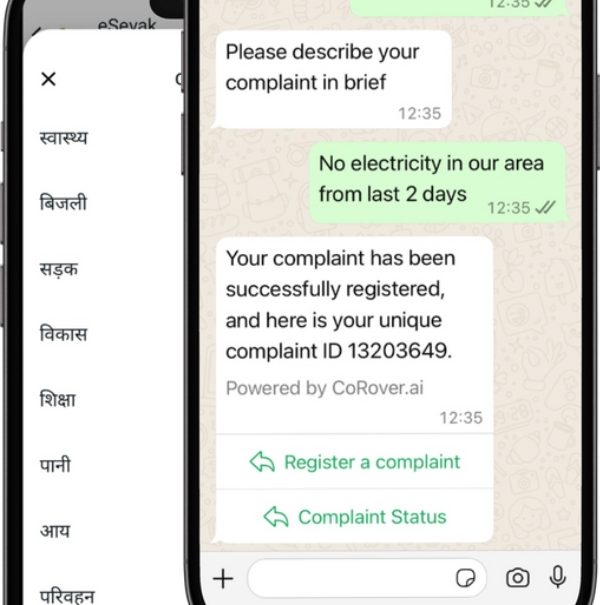 eSevak
स्वास्थ्य
बिजली
सड़क
विकास
शिक्षा
पानी
आय
परिवहन
12:35
Please describe your
complaint in brief
12:35
No electricity in our area
from last 2 days
12:35
Your complaint has been
successfully registered,
and here is your unique
complaint ID 13203649.
Powered by CoRover.ai
12:35
Register a complaint
Complaint Status